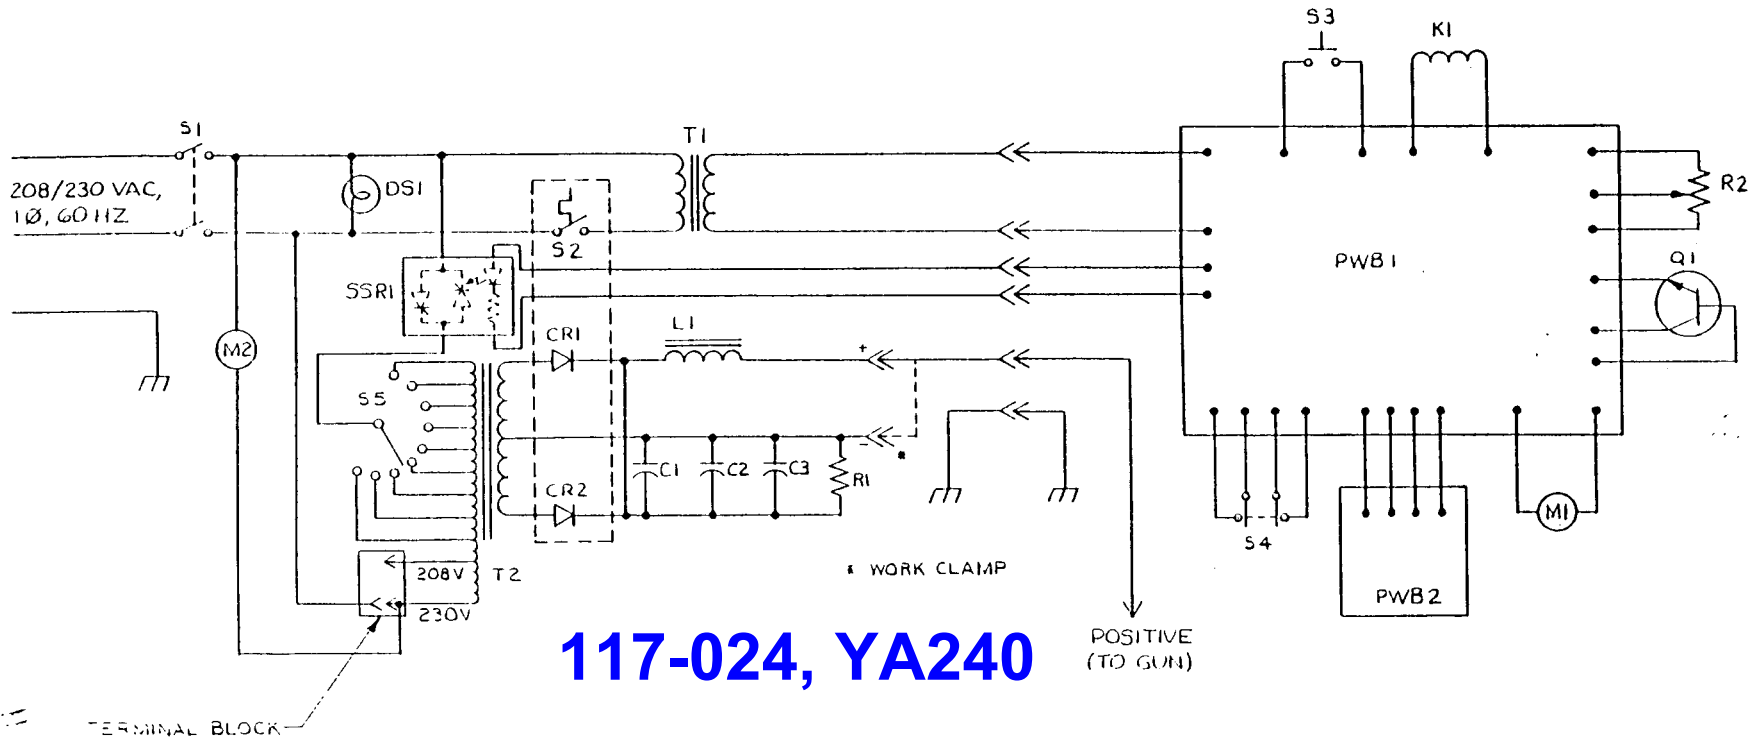 S3
K1
S1
T1
208/230 VAC,
1Ø, 60 HZ
DS1
R2
S2
PWB1
Q1
SSR1
CR1
L1
M2
+
S5
-
*
C1
C2
C3
R1
CR2
M1
S4
208V
T2
* WORK CLAMP
PWB2
230V
117-024, YA240
POSITIVE
(TO GUN)
TERMINAL BLOCK